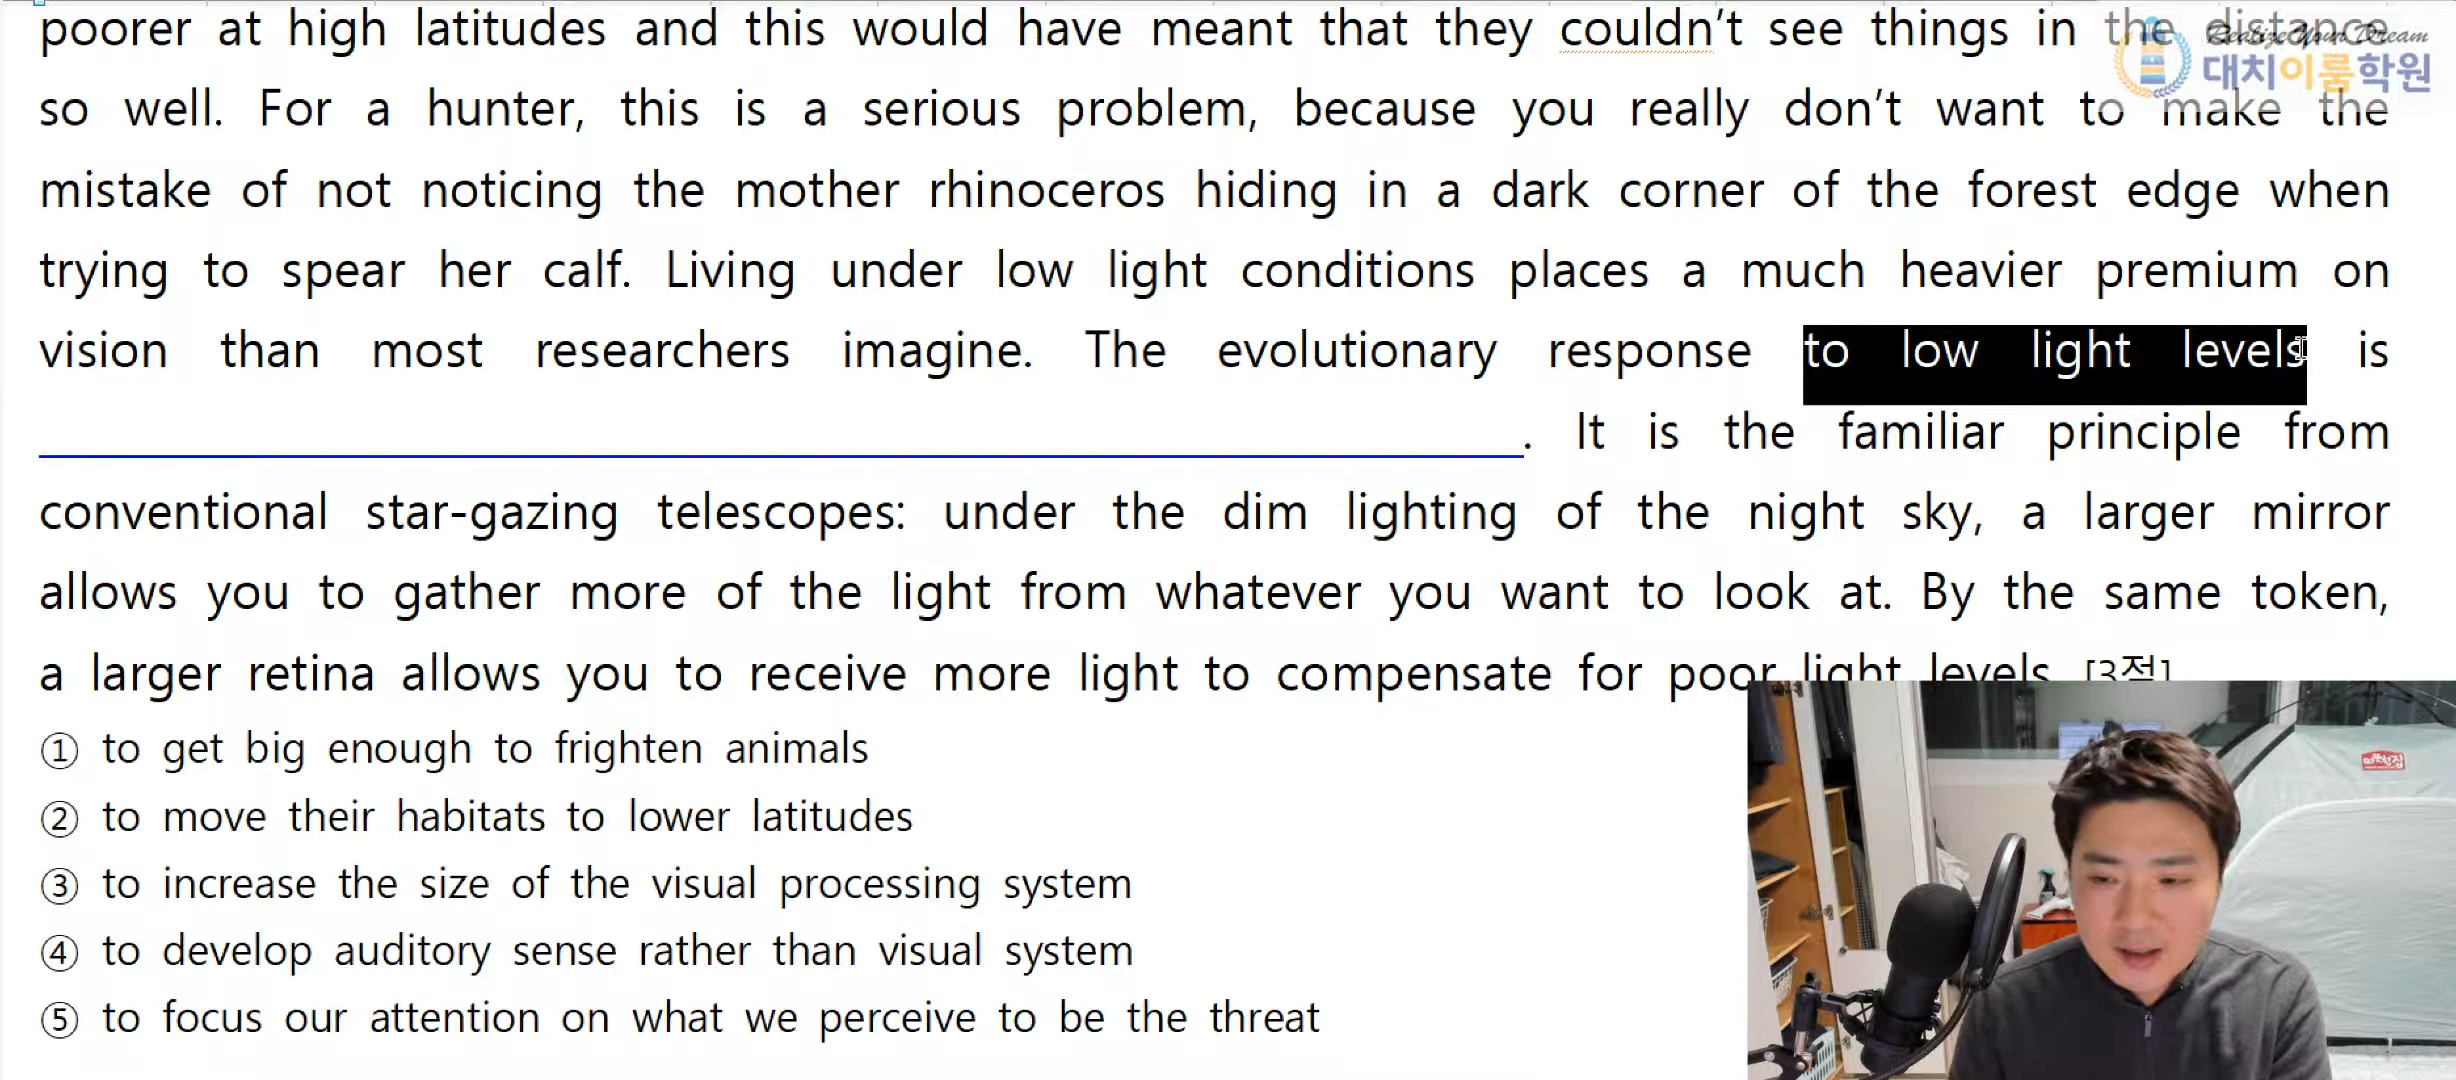 poorer at high latitudes and this would have meant that they couldn't see things in the distance
Realize Your Dream
대치이룸학원
so well. For a hunter, this is a serious problem, because you really don't want to make the
mistake of not noticing the mother rhinoceros hiding in a dark corner of the forest edge when
trying to spear her calf. Living under low light conditions places a much heavier premium on
vision than most researchers imagine. The evolutionary response to low light levels is
. It is the familiar principle from
conventional star-gazing telescopes: under the dim lighting of the night sky, a larger mirror
allows you to gather more of the light from whatever you want to look at. By the same token,
a larger retina allows you to receive more light to compensate for poor light levels. [3점]
① to get big enough to frighten animals
② to move their habitats to lower latitudes
③ to increase the size of the visual processing system
④ to develop auditory sense rather than visual system
⑤ to focus our attention on what we perceive to be the threat